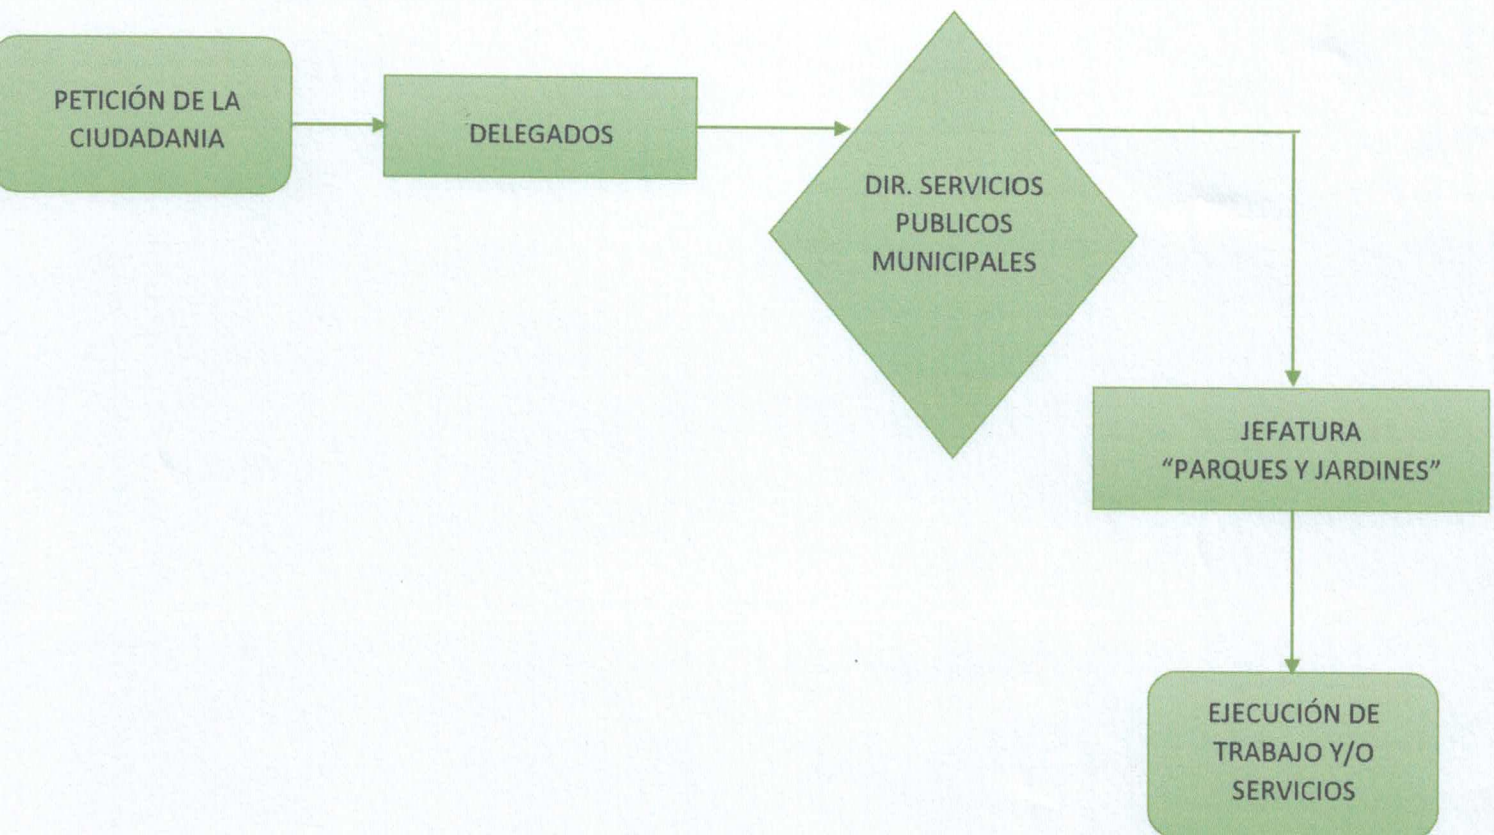 PETICIÓN DE LA
CIUDADANIA
DELEGADOS
DIR. SERVICIOS
PUBLICOS
MUNICIPALES
JEFATURA
“PARQUES Y JARDINES”
EJECUCIÓN DE
TRABAJO Y/O
SERVICIOS